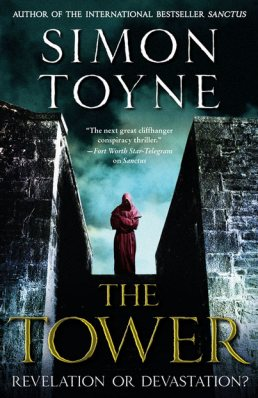 AUTHOR OF THE INTERNATIONAL BESTSELLER SANCTUS
SIMON
TOYNE
"The next great cliffhanger
conspiracy thriller."
—Fort Worth Star-Telegram
on Sanctus
THE
TOWER
REVELATION OR DEVASTATION?